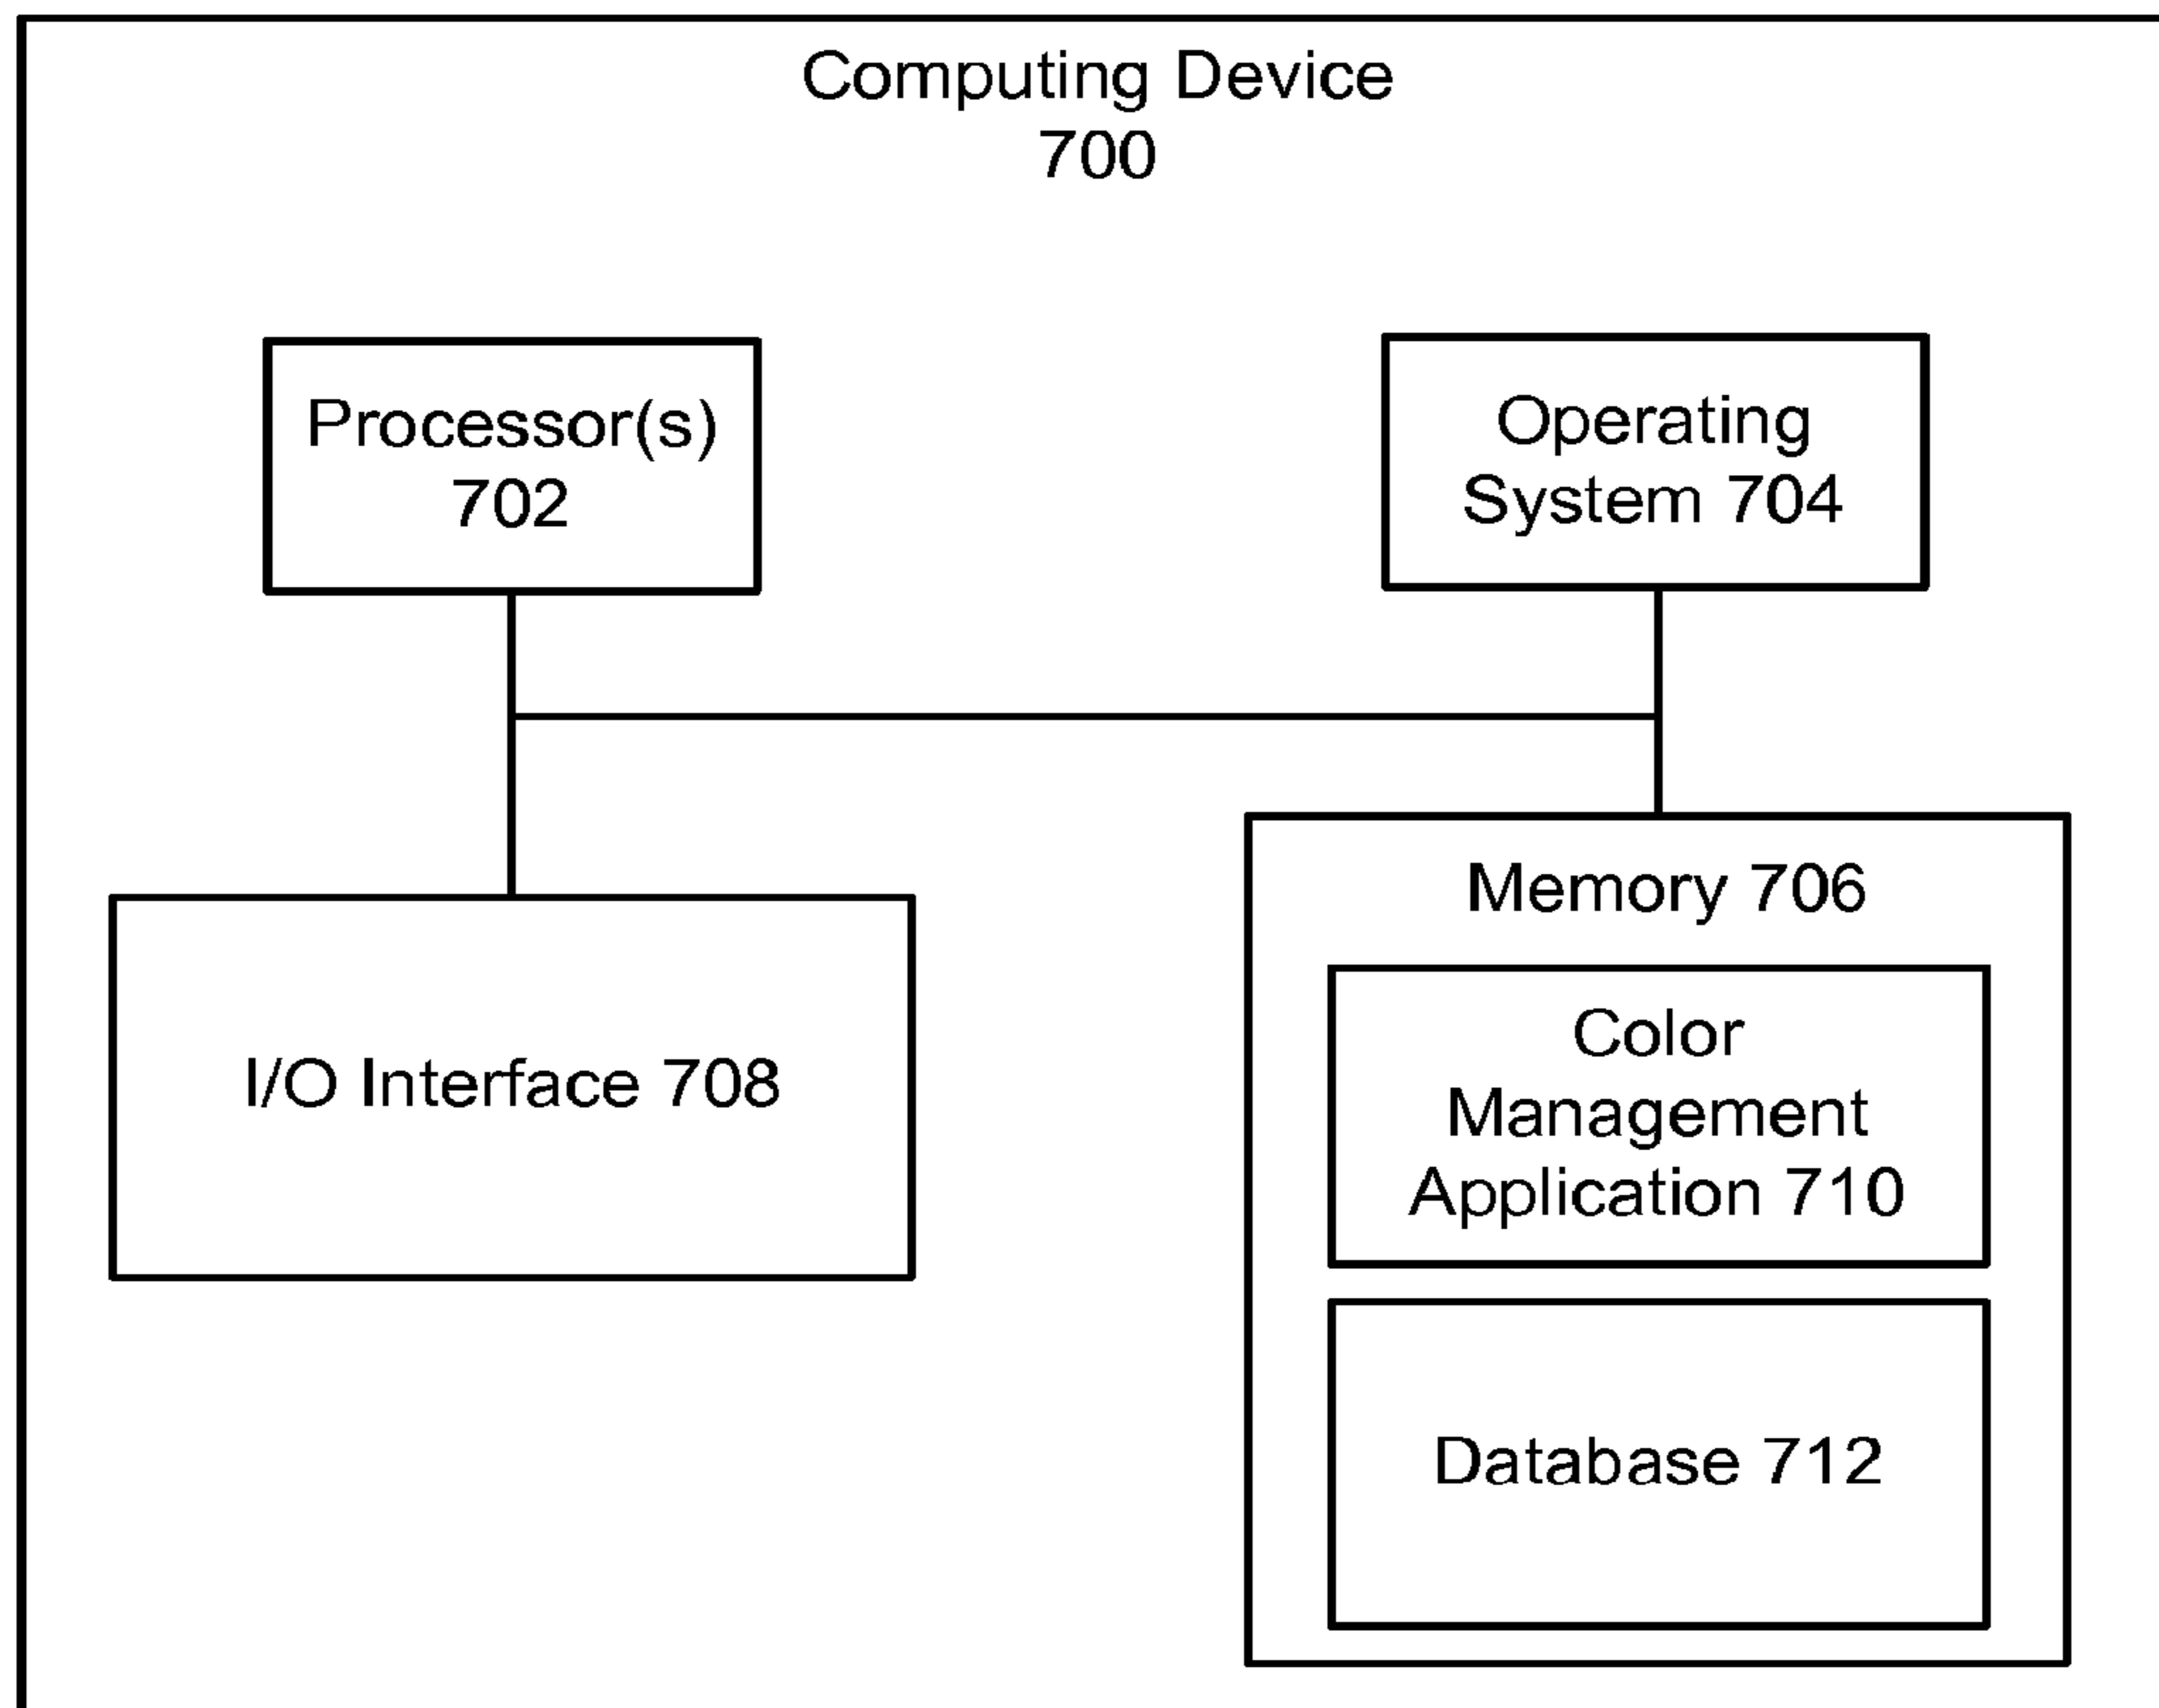 Computing Device
700
Processor(s)
702
Operating
System 704
I/O Interface 708
Memory 706
Color
Management
Application 710
Database 712